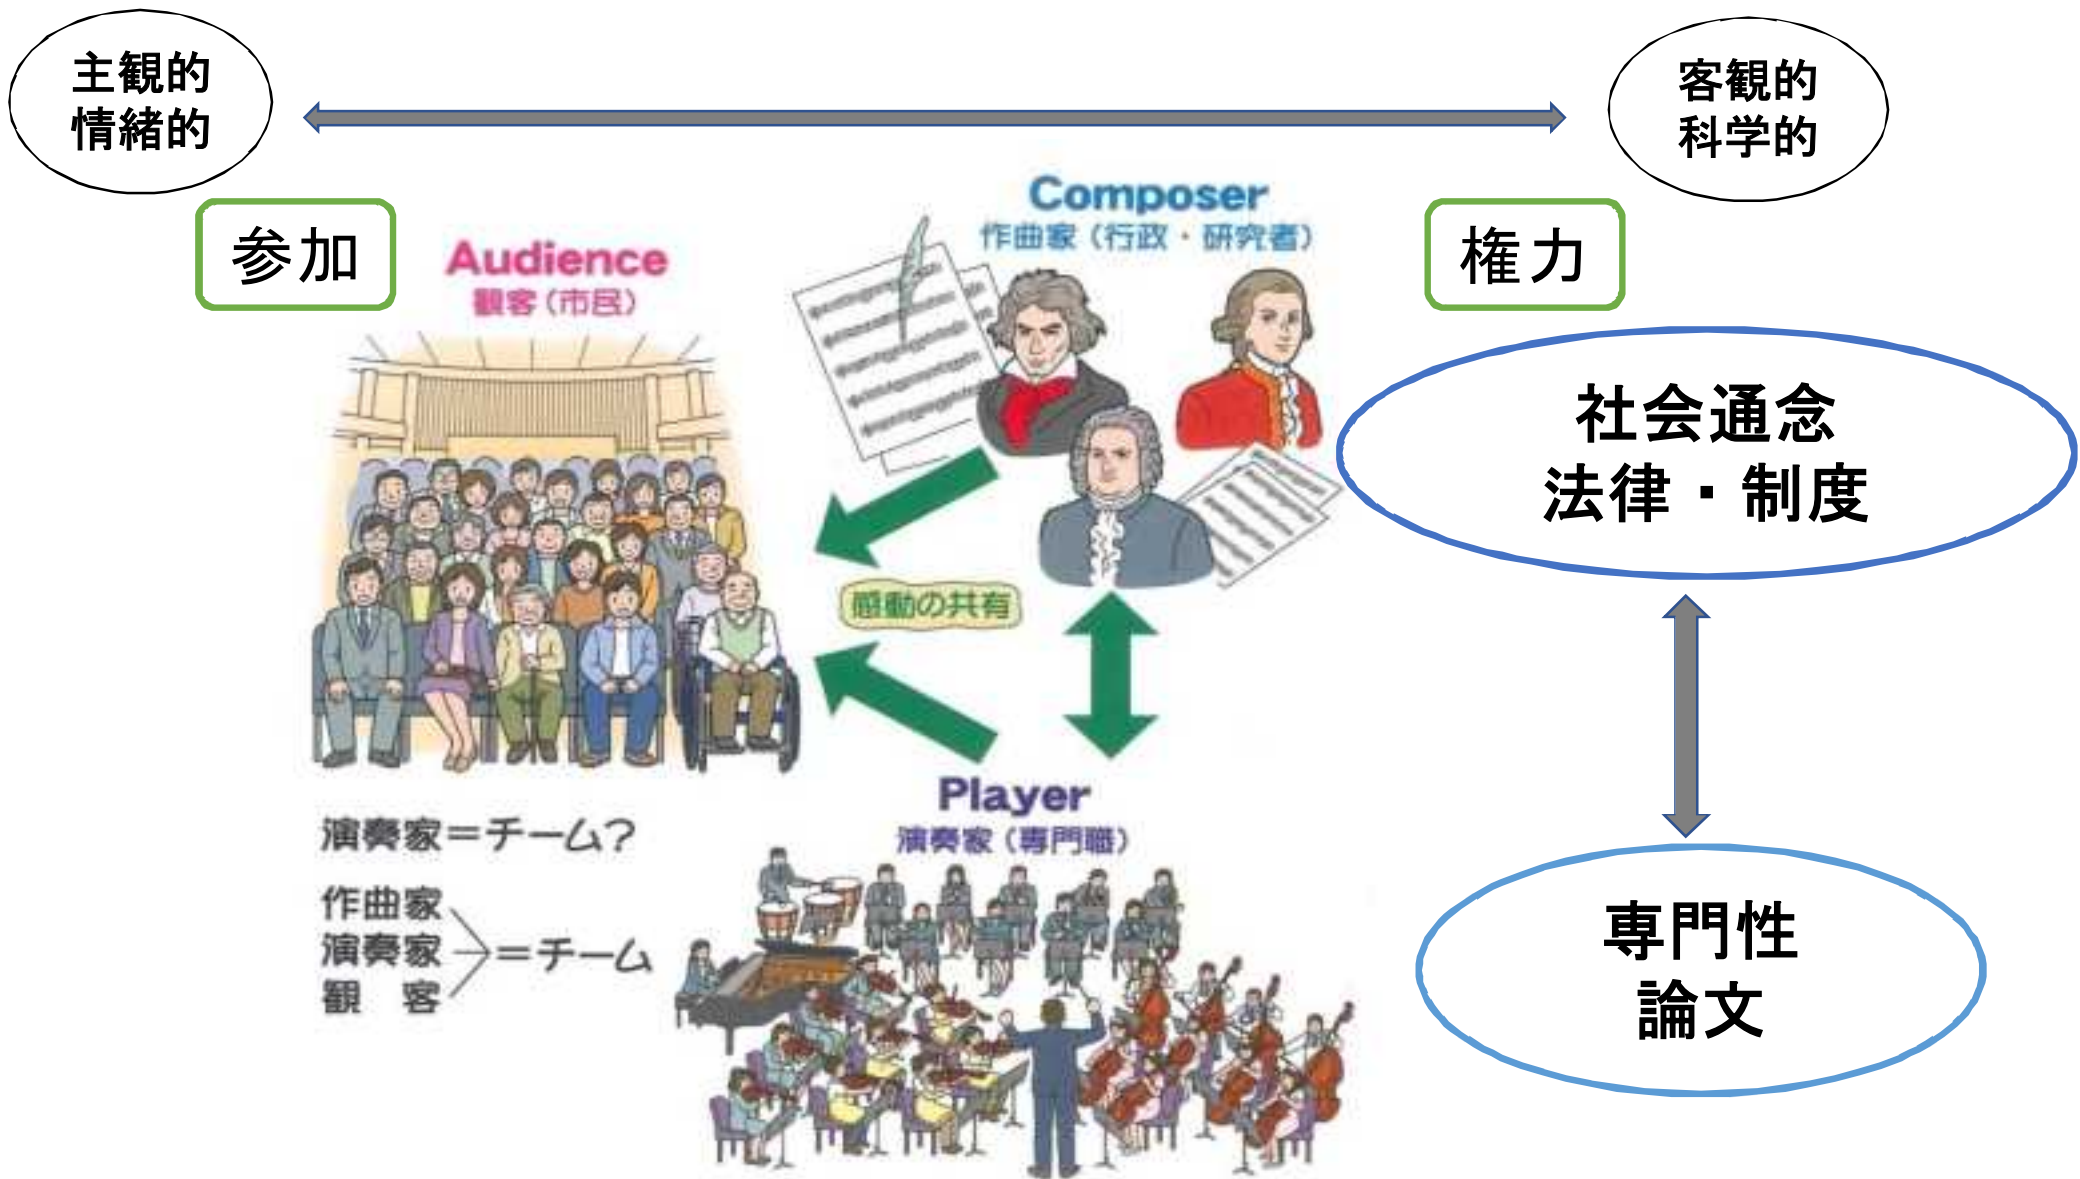 主観的
情緒的
客観的
科学的
参加
Audience
観客(市民)
Composer
作曲家(行政・研究者)
権力
社会通念
法律・制度
感動の共有
Player
演奏家(専門職)
演奏家=チーム?
作曲家
演奏家
=チーム
観 客
専門性
論文